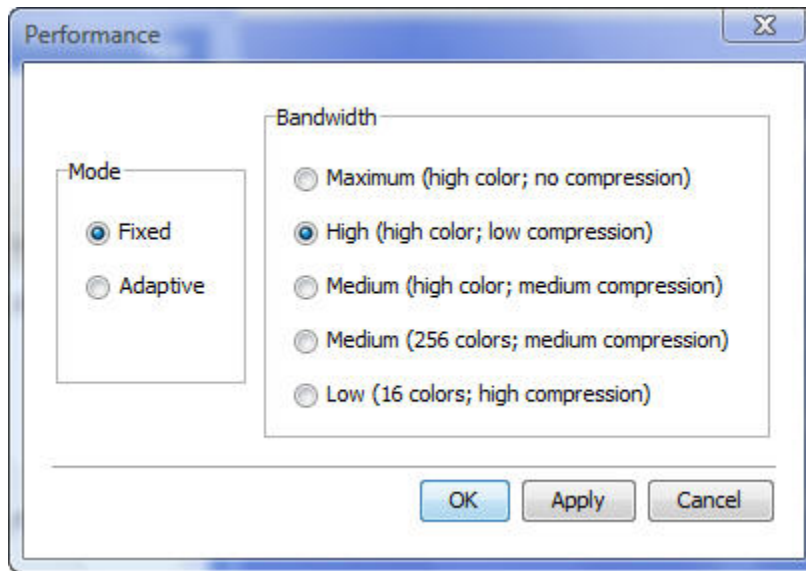 Performance
Mode
Fixed
Adaptive
Bandwidth
Maximum (high color; no compression)
High (high color; low compression)
Medium (high color; medium compression)
Medium (256 colors; medium compression)
Low (16 colors; high compression)
OK Apply Cancel